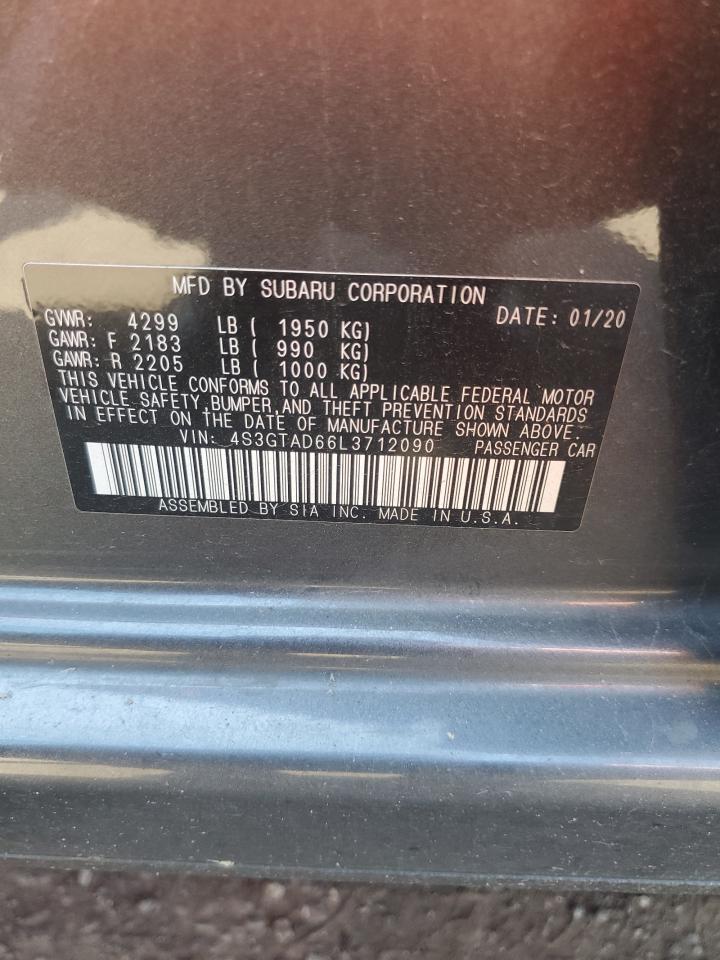 MFD BY SUBARU CORPORATION
GVWR: 4299 LB ( 1950 KG) DATE: 01/20
GAWR: F 2183 LB ( 990 KG)
GAWR: R 2205 LB ( 1000 KG)
THIS VEHICLE CONFORMS TO ALL APPLICABLE FEDERAL MOTOR
VEHICLE SAFETY,BUMPER,AND THEFT PREVENTION STANDARDS
IN EFFECT ON THE DATE OF MANUFACTURE SHOWN ABOVE.
VIN: 4S3GTAD66L3712090 PASSENGER CAR
ASSEMBLED BY SIA INC. MADE IN U.S.A.